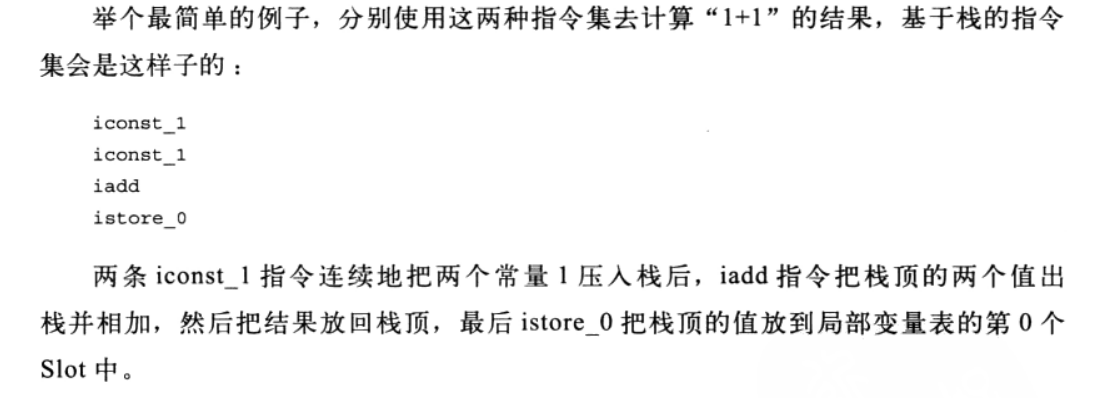 举个最简单的例子，分别使用这两种指令集去计算“1+1”的结果，基于栈的指令
集会是这样子的：
iconst_1
iconst_1
iadd
istore_0
两条 iconst_1 指令连续地把两个常量 1 压入栈后，iadd 指令把栈顶的两个值出
栈并相加，然后把结果放回栈顶，最后 istore_0 把栈顶的值放到局部变量表的第 0 个
Slot 中。